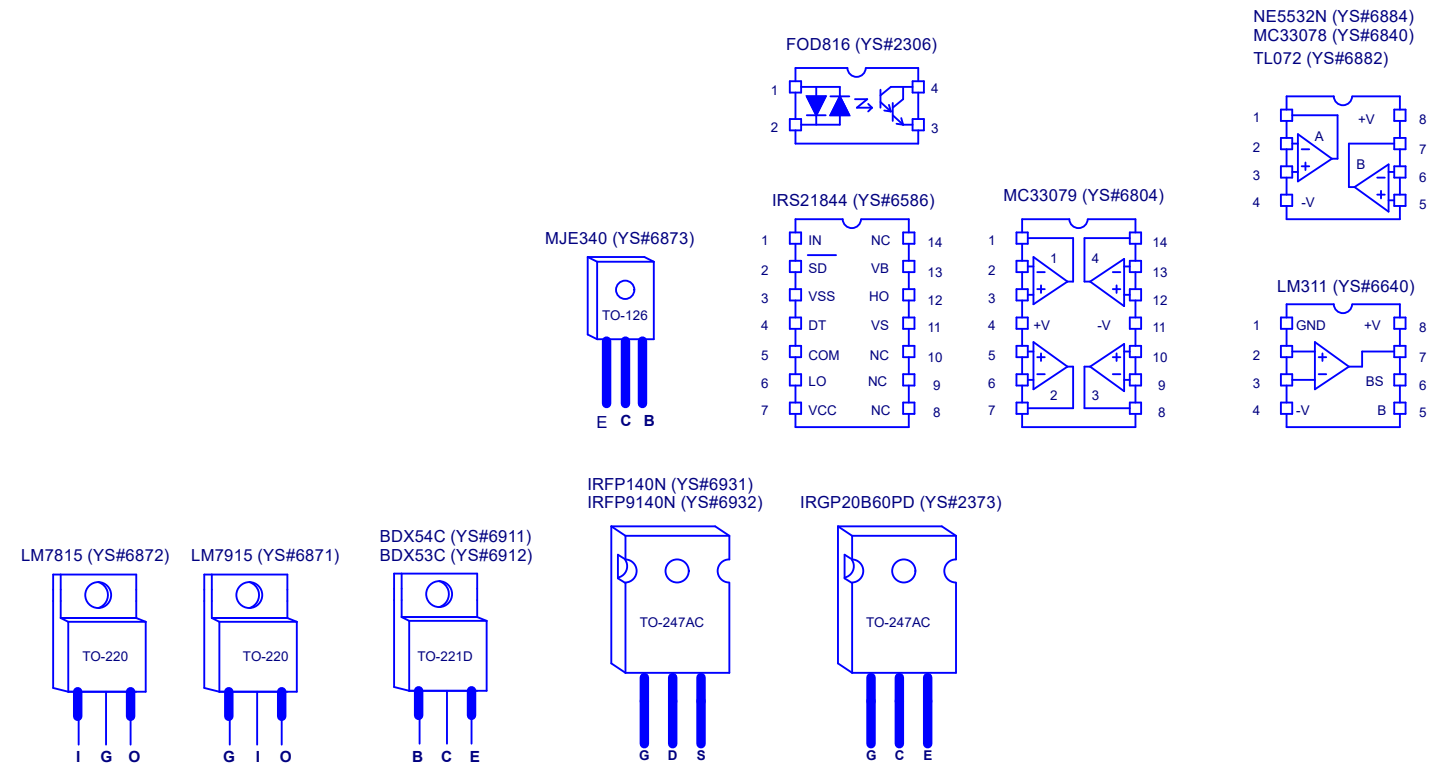 NE5532N (YS#6884)
MC33078 (YS#6840)
TL072 (YS#6882)
1 +V 8
2 A 7
3 B 6
4 -V 5
FOD816 (YS#2306)
1 4
2 3
IRS21844 (YS#6586)
1 IN NC 14
2 SD VB 13
3 VSS HO 12
4 DT VS 11
5 COM NC 10
6 LO NC 9
7 VCC NC 8
MC33079 (YS#6804)
1 14
2 1 4 13
3 12
4 +V -V 11
5 10
6 9
7 2 3 8
LM311 (YS#6640)
1 GND +V 8
2 7
3 BS 6
4 -V B 5
MJE340 (YS#6873)
TO-126
E C B
LM7815 (YS#6872)
TO-220
I G O
LM7915 (YS#6871)
TO-220
G I O
BDX54C (YS#6911)
BDX53C (YS#6912)
TO-221D
B C E
IRFP140N (YS#6931)
IRFP9140N (YS#6932)
TO-247AC
G D S
IRGP20B60PD (YS#2373)
TO-247AC
G C E